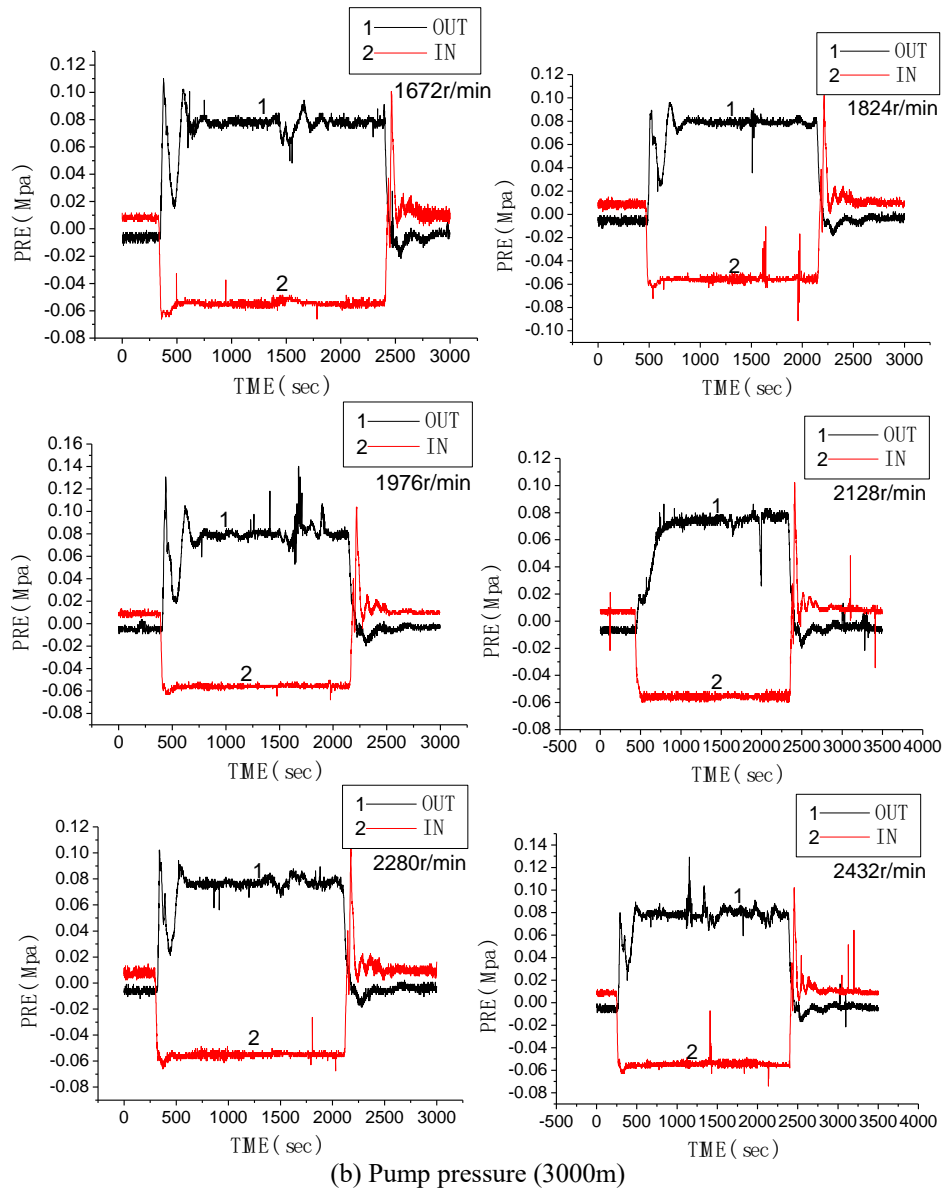 1 OUT
2 IN
1672r/min
0.12
0.10
0.08
0.06
0.04
0.02
0.00
-0.02
-0.04
-0.06
-0.08
PRE(Mpa)
1
2
0 500 1000 1500 2000 2500 3000
TIME(sec)
1 OUT
2 IN
1824r/min
0.12
0.10
0.08
0.06
0.04
0.02
0.00
-0.02
-0.04
-0.06
-0.08
-0.10
PRE(Mpa)
1
2
0 500 1000 1500 2000 2500 3000
TIME(sec)
1 OUT
2 IN
1976r/min
0.16
0.14
0.12
0.10
0.08
0.06
0.04
0.02
0.00
-0.02
-0.04
-0.06
-0.08
PRE(Mpa)
1
2
0 500 1000 1500 2000 2500 3000
TIME(sec)
1 OUT
2 IN
2128r/min
0.12
0.10
0.08
0.06
0.04
0.02
0.00
-0.02
-0.04
-0.06
-0.08
PRE(Mpa)
1
2
-500 0 500 1000 1500 2000 2500 3000 3500 4000
TIME(sec)
1 OUT
2 IN
2280r/min
0.12
0.10
0.08
0.06
0.04
0.02
0.00
-0.02
-0.04
-0.06
-0.08
PRE(Mpa)
1
2
0 500 1000 1500 2000 2500 3000
TIME(sec)
1 OUT
2 IN
2432r/min
0.14
0.12
0.10
0.08
0.06
0.04
0.02
0.00
-0.02
-0.04
-0.06
-0.08
PRE(Mpa)
1
2
0 500 1000 1500 2000 2500 3000 3500
TIME(sec)
(b) Pump pressure (3000m)